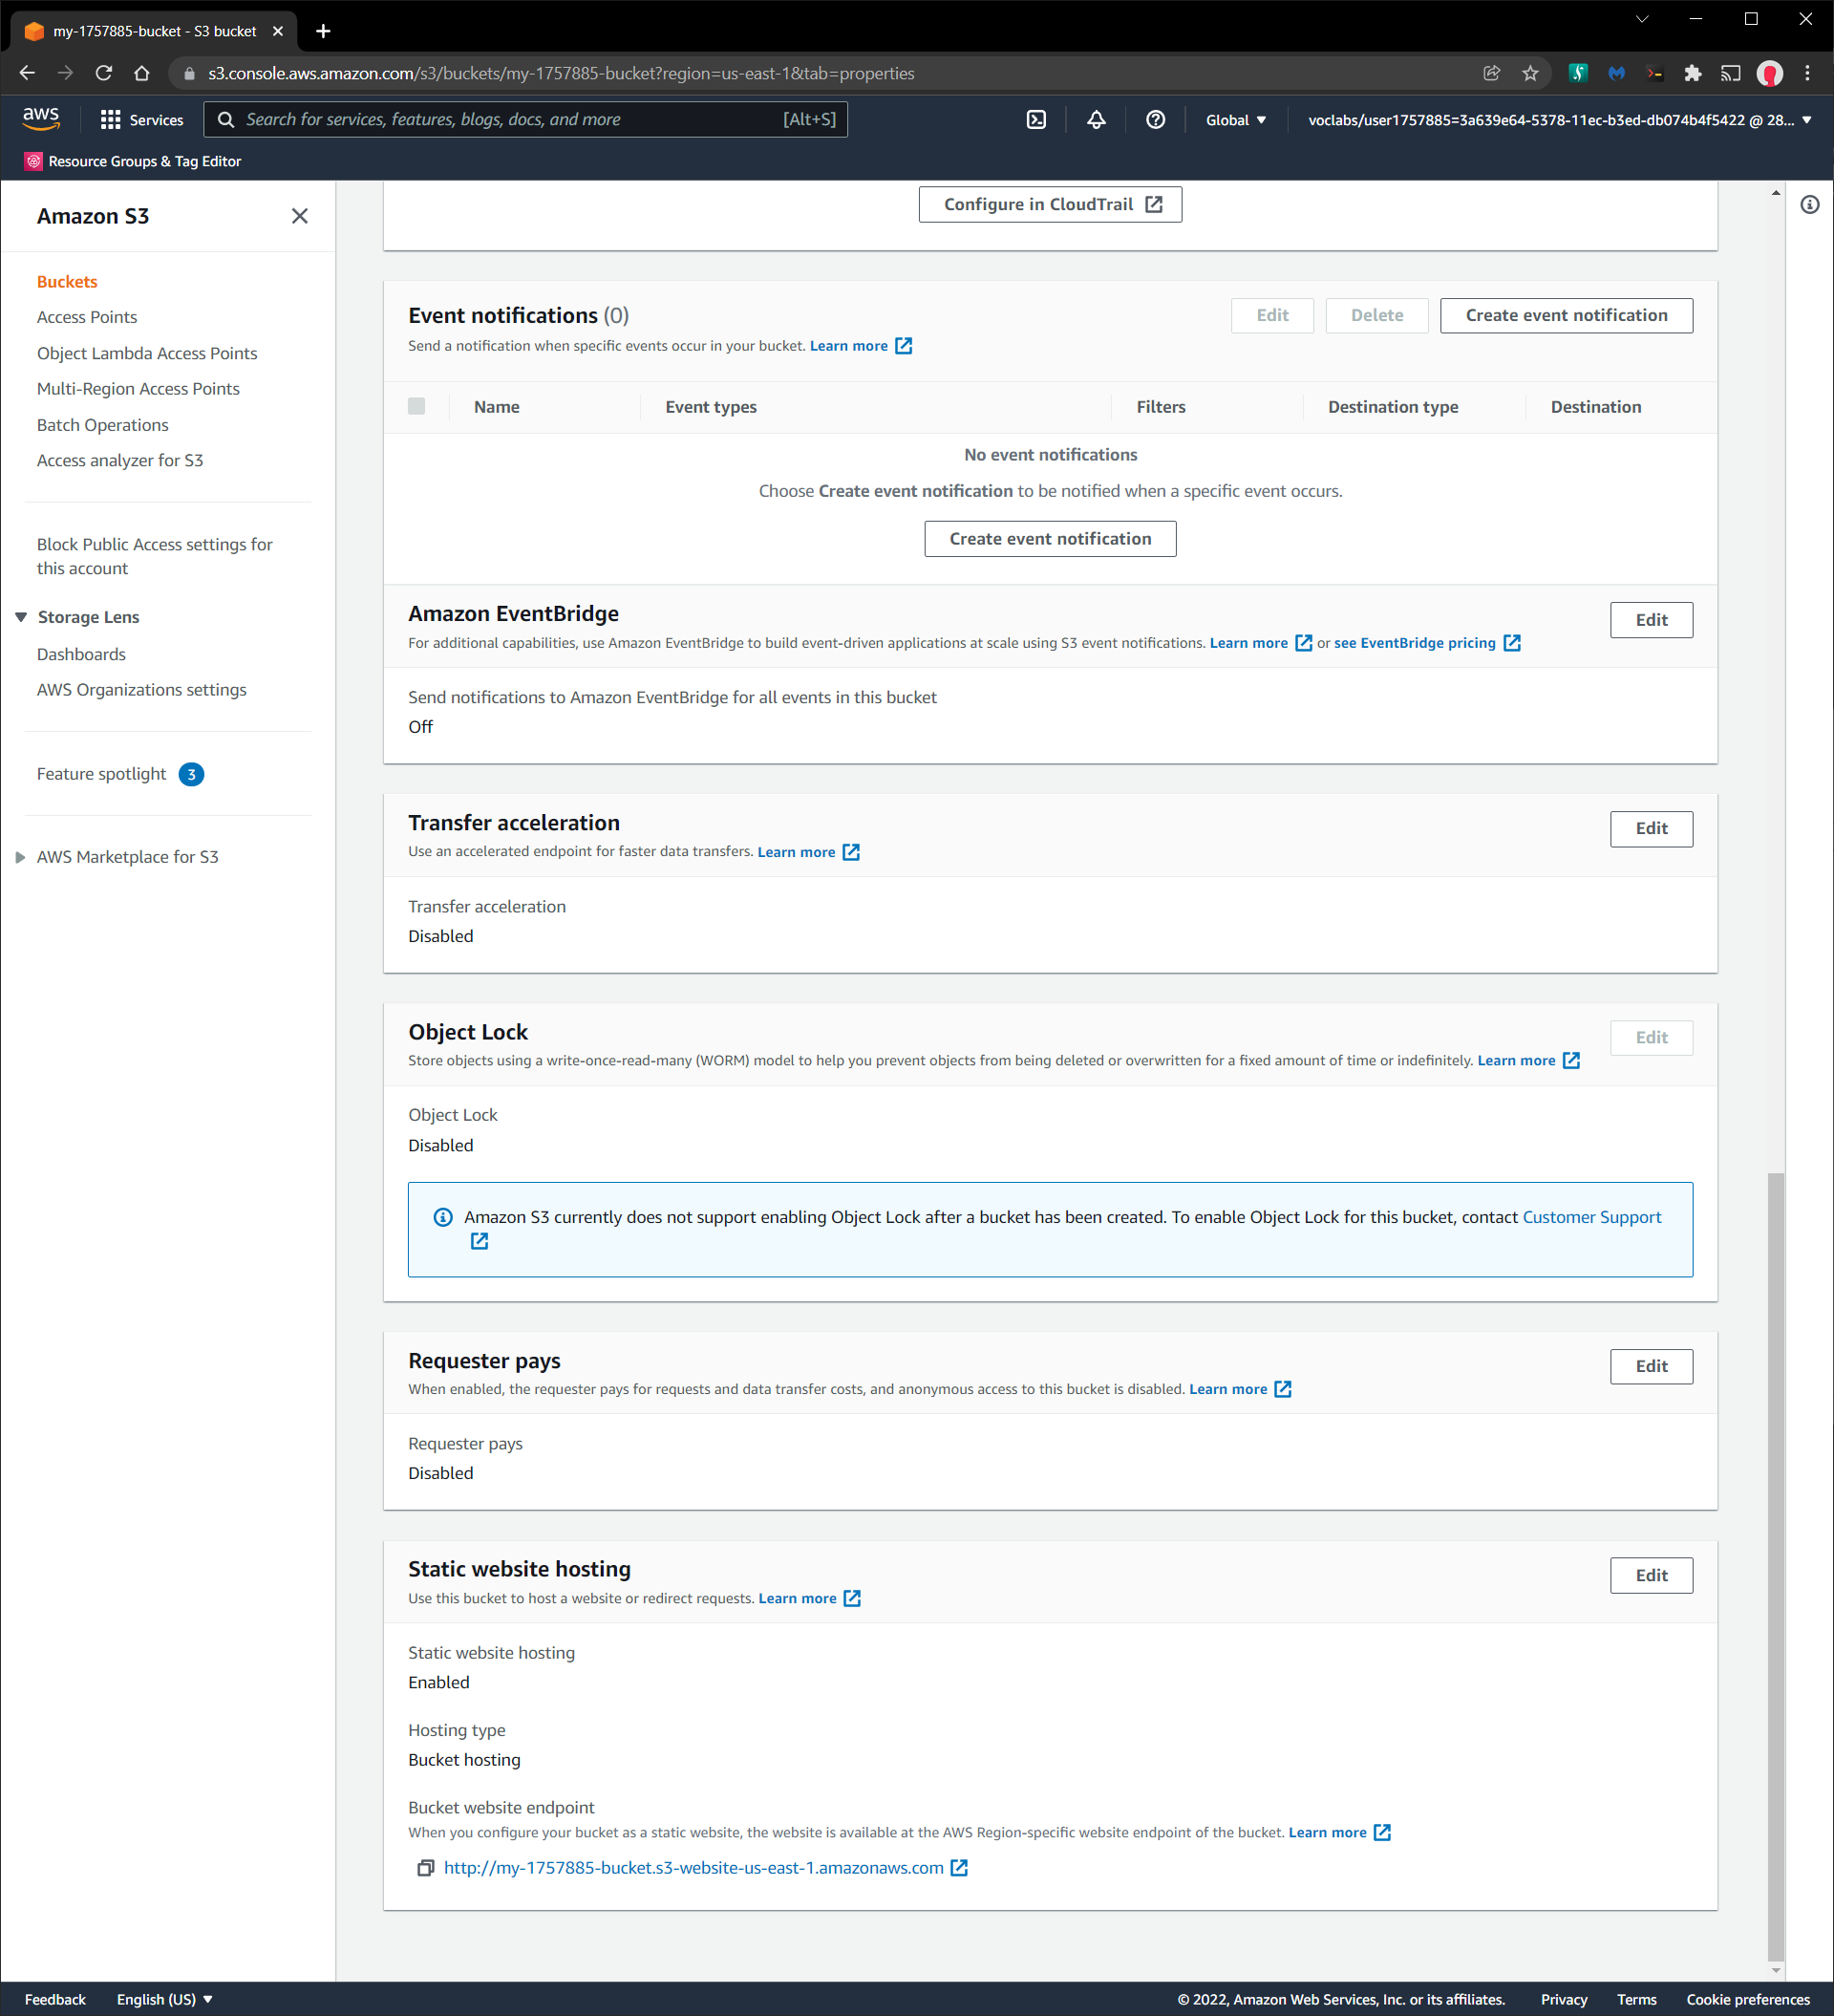 my-1757885-bucket - S3 bucket
s3.console.aws.amazon.com/s3/buckets/my-1757885-bucket?region=us-east-1&tab=properties
aws
Services
Search for services, features, blogs, docs, and more
[Alt+S]
Global
voclabs/user1757885=3a639e64-5378-11ec-b3ed-db074b4f5422 @ 28...
Resource Groups & Tag Editor
Amazon S3
Buckets
Access Points
Object Lambda Access Points
Multi-Region Access Points
Batch Operations
Access analyzer for S3
Block Public Access settings for
this account
Storage Lens
Dashboards
AWS Organizations settings
Feature spotlight 3
AWS Marketplace for S3
Configure in CloudTrail
Event notifications (0)
Edit
Delete
Create event notification
Send a notification when specific events occur in your bucket. Learn more
Name
Event types
Filters
Destination type
Destination
No event notifications
Choose Create event notification to be notified when a specific event occurs.
Create event notification
Amazon EventBridge
Edit
For additional capabilities, use Amazon EventBridge to build event-driven applications at scale using S3 event notifications. Learn more or see EventBridge pricing
Send notifications to Amazon EventBridge for all events in this bucket
Off
Transfer acceleration
Edit
Use an accelerated endpoint for faster data transfers. Learn more
Transfer acceleration
Disabled
Object Lock
Edit
Store objects using a write-once-read-many (WORM) model to help you prevent objects from being deleted or overwritten for a fixed amount of time or indefinitely. Learn more
Object Lock
Disabled
Amazon S3 currently does not support enabling Object Lock after a bucket has been created. To enable Object Lock for this bucket, contact Customer Support
Requester pays
Edit
When enabled, the requester pays for requests and data transfer costs, and anonymous access to this bucket is disabled. Learn more
Requester pays
Disabled
Static website hosting
Edit
Use this bucket to host a website or redirect requests. Learn more
Static website hosting
Enabled
Hosting type
Bucket hosting
Bucket website endpoint
When you configure your bucket as a static website, the website is available at the AWS Region-specific website endpoint of the bucket. Learn more
http://my-1757885-bucket.s3-website-us-east-1.amazonaws.com
Feedback
English (US)
© 2022, Amazon Web Services, Inc. or its affiliates.
Privacy
Terms
Cookie preferences